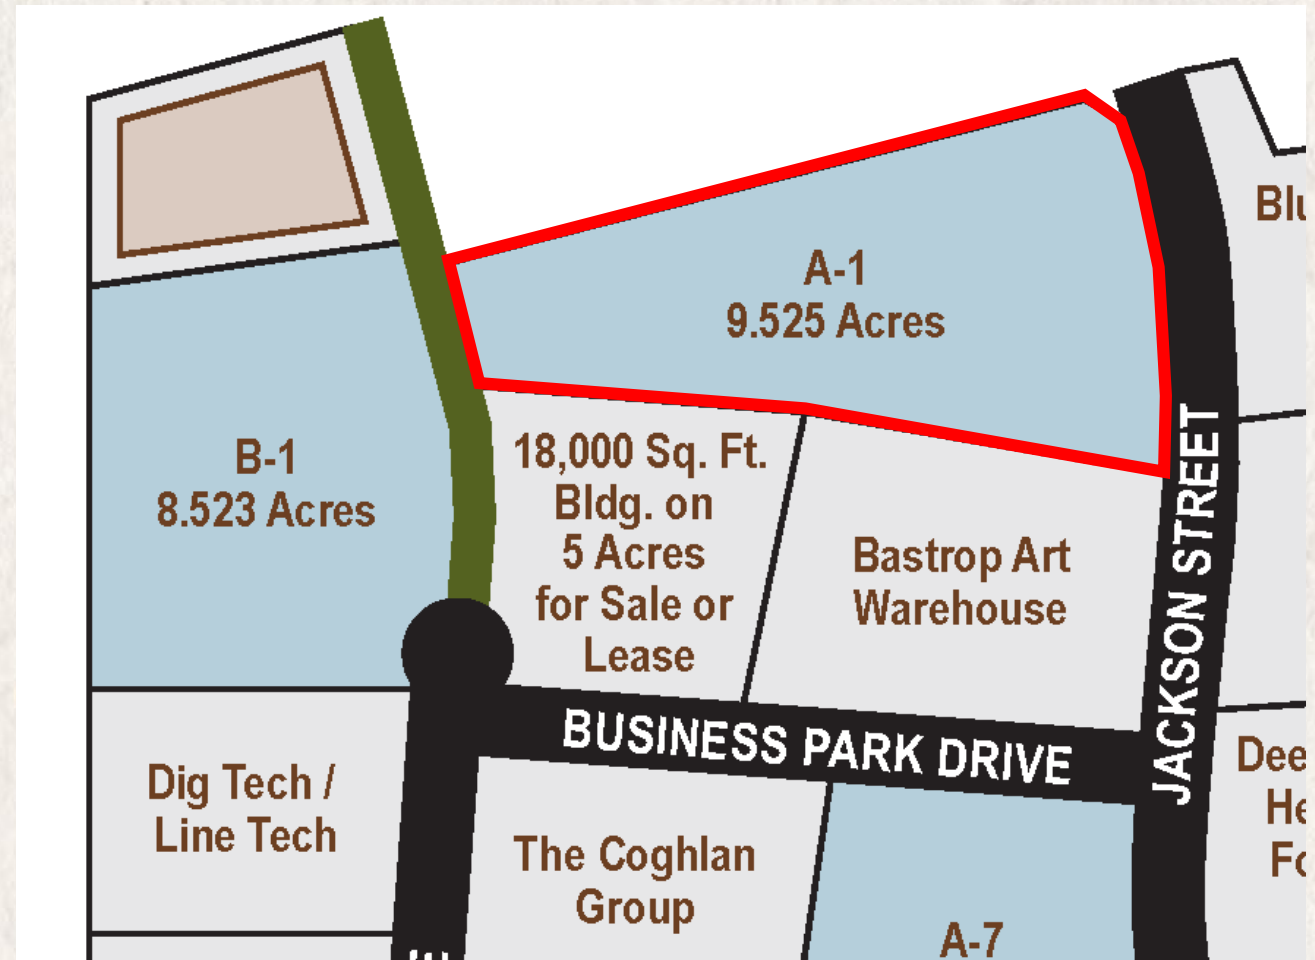 A-1
9.525 Acres
B-1
8.523 Acres
18,000 Sq. Ft.
Bldg. on
5 Acres
for Sale or
Lease
Bastrop Art
Warehouse
JACKSON STREET
BUSINESS PARK DRIVE
Dig Tech /
Line Tech
The Coghlan
Group
A-7